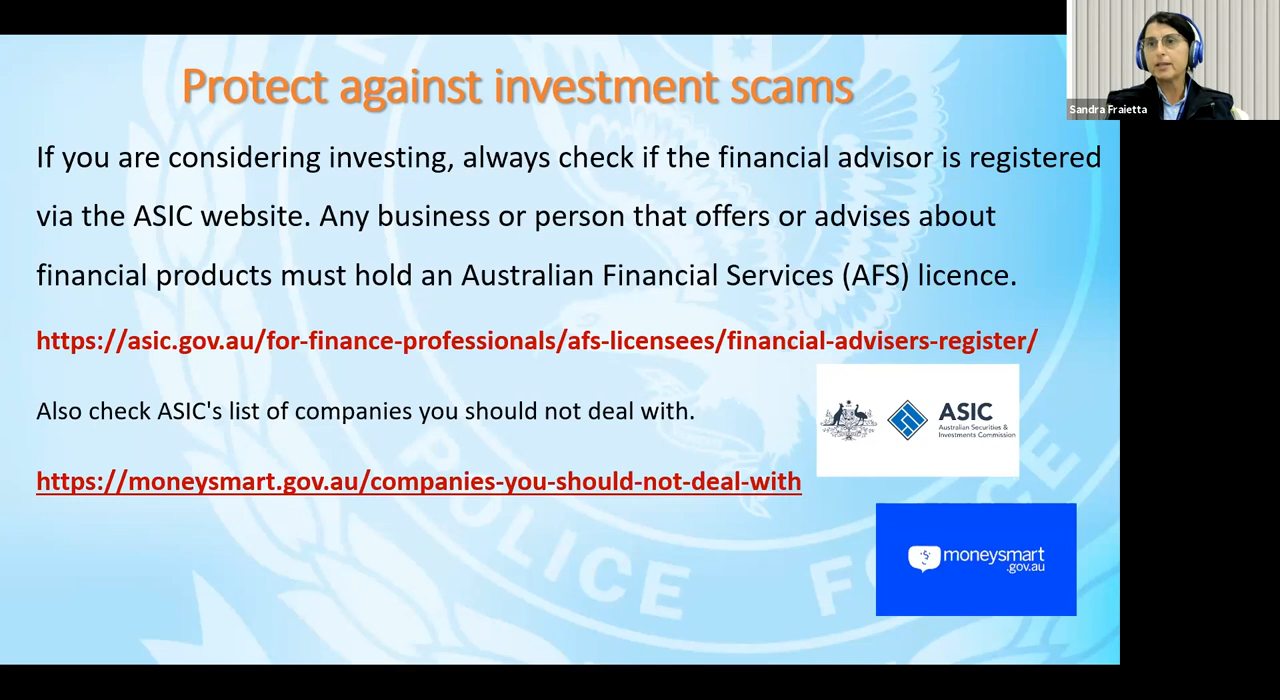 Protect against investment scams
Sandra Fraietta
If you are considering investing, always check if the financial advisor is registered
via the ASIC website. Any business or person that offers or advises about
financial products must hold an Australian Financial Services (AFS) licence.
https://asic.gov.au/for-finance-professionals/afs-licensees/financial-advisers-register/
Also check ASIC's list of companies you should not deal with.
ASIC
Australian Securities &
Investments Commission
https://moneysmart.gov.au/companies-you-should-not-deal-with
moneysmart
.gov.au
POLICE FORCE